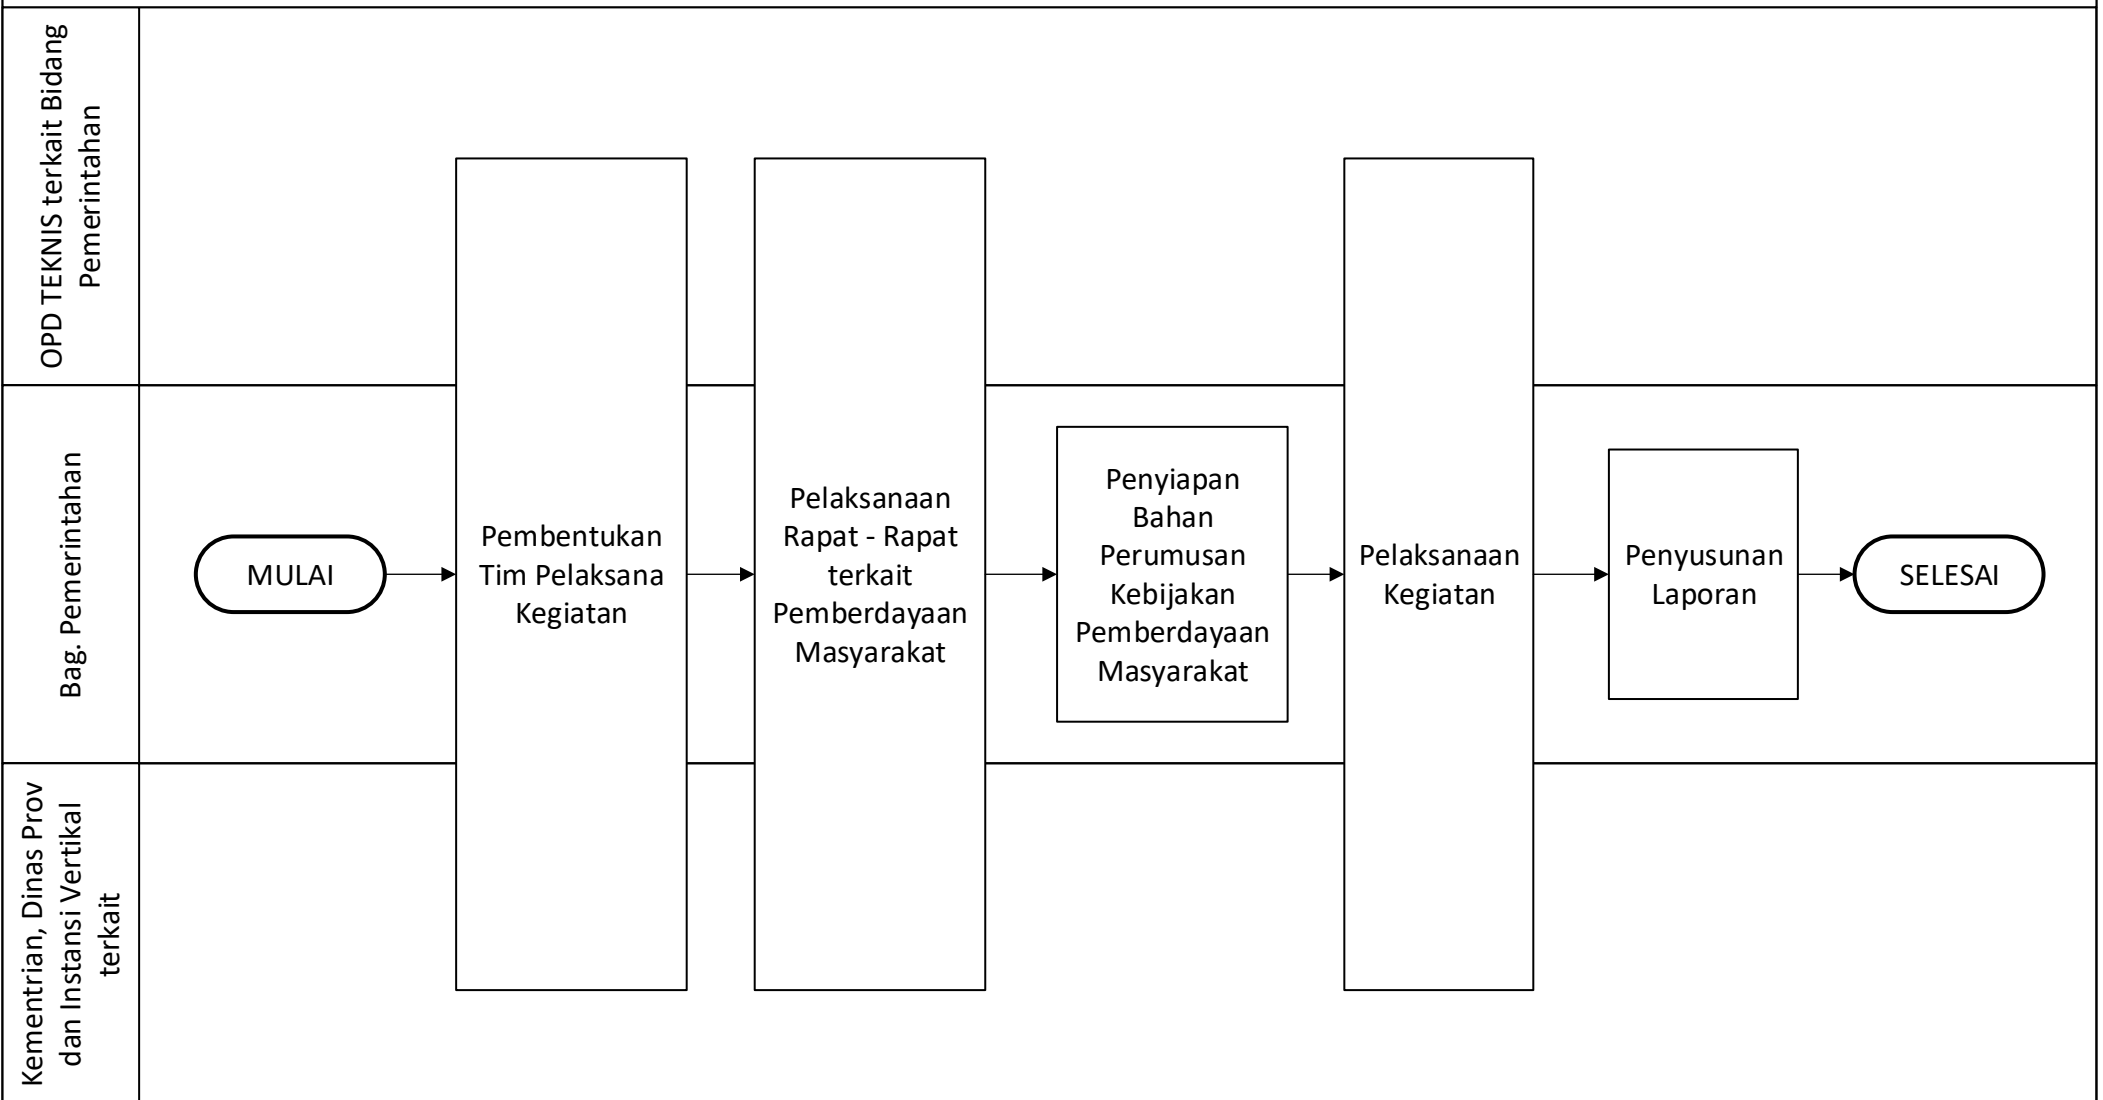 OPD TEKNIS terkait Bidang
Pemerintahan
Bag. Pemerintahan
Kementrian, Dinas Prov
dan Instansi Vertikal
terkait
MULAI
Pembentukan
Tim Pelaksana
Kegiatan
Pelaksanaan
Rapat - Rapat
terkait
Pemberdayaan
Masyarakat
Penyiapan
Bahan
Perumusan
Kebijakan
Pemberdayaan
Masyarakat
Pelaksanaan
Kegiatan
Penyusunan
Laporan
SELESAI